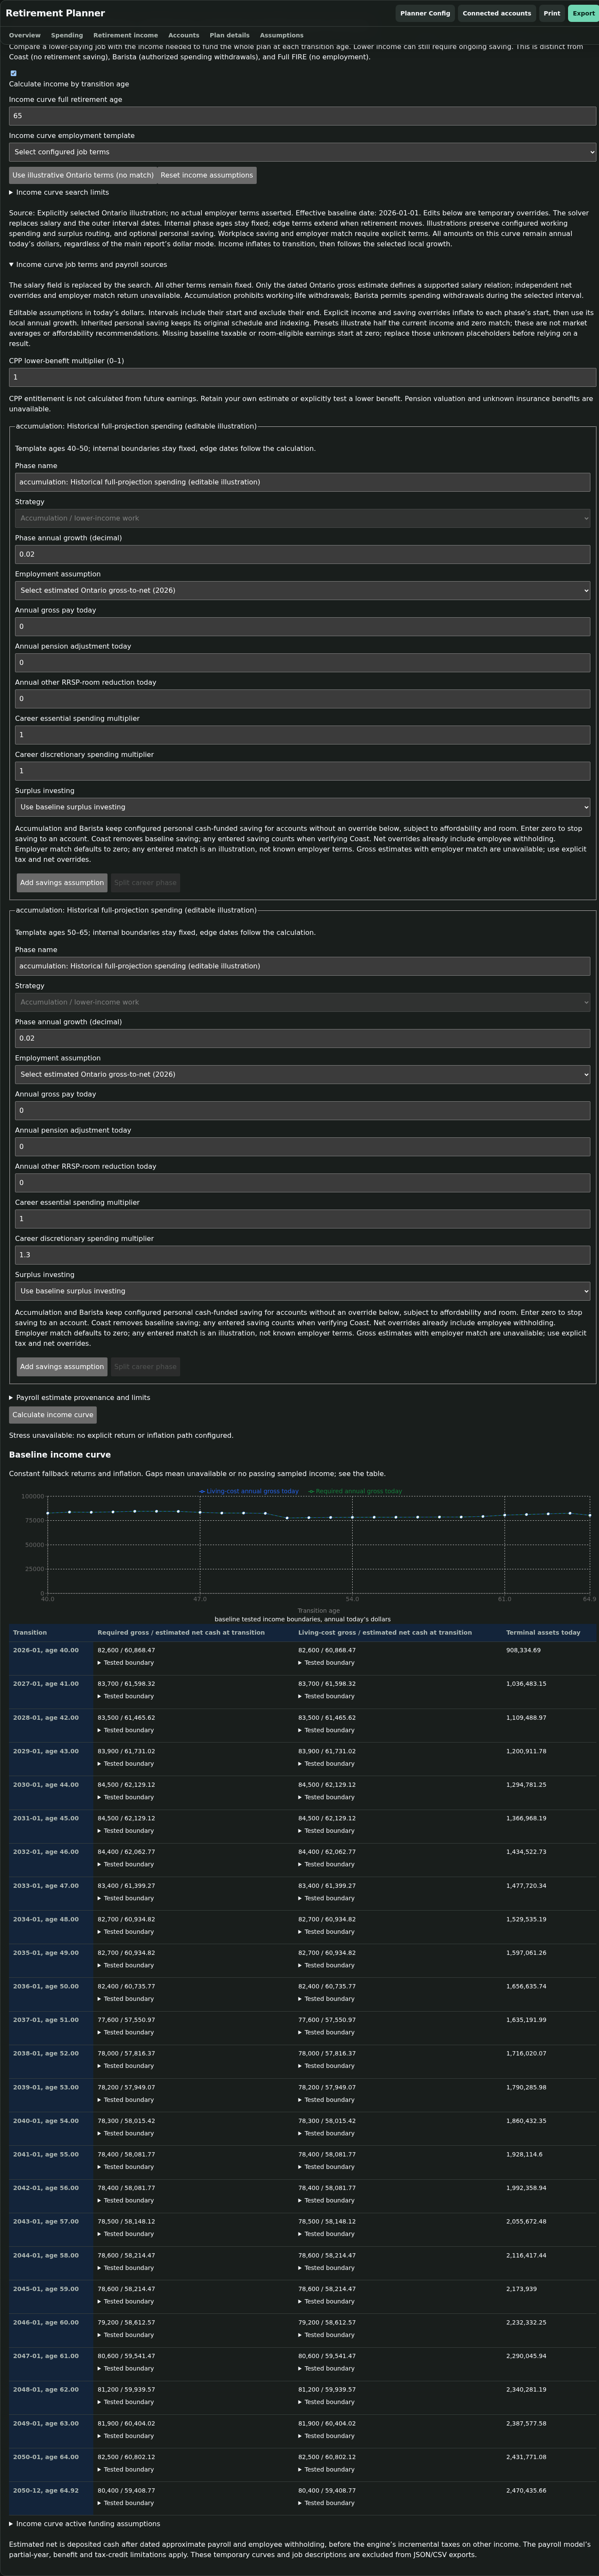 Retirement Planner
Planner Config
Connected accounts
Print
Export
Overview
Spending
Retirement income
Accounts
Plan details
Assumptions
Compare a lower-paying job with the income needed to fund the whole plan at each transition age. Lower income can still require ongoing saving. This is distinct from
Coast (no retirement saving), Barista (authorized spending withdrawals), and Full FIRE (no employment).
Calculate income by transition age
Income curve full retirement age
65
Income curve employment template
Select configured job terms
Use illustrative Ontario terms (no match)
Reset income assumptions
▶ Income curve search limits
Source: Explicitly selected Ontario illustration; no actual employer terms asserted. Effective baseline date: 2026-01-01. Edits below are temporary overrides. The solver
replaces salary and the outer interval dates. Internal phase ages stay fixed; edge terms extend when retirement moves. Illustrations preserve configured working
spending and surplus routing, and optional personal saving. Workplace saving and employer match require explicit terms. All amounts on this curve remain annual
today's dollars, regardless of the main report's dollar mode. Income inflates to transition, then follows the selected local growth.
▼ Income curve job terms and payroll sources
The salary field is replaced by the search. All other terms remain fixed. Only the dated Ontario gross estimate defines a supported salary relation; independent net
overrides and employer match return unavailable. Accumulation prohibits working-life withdrawals; Barista permits spending withdrawals during the selected interval.
Editable assumptions in today's dollars. Intervals include their start and exclude their end. Explicit income and saving overrides inflate to each phase's start, then use its
local annual growth. Inherited personal saving keeps its original schedule and indexing. Presets illustrate half the current income and zero match; these are not market
averages or affordability recommendations. Missing baseline taxable or room-eligible earnings start at zero; replace those unknown placeholders before relying on a
result.
CPP lower-benefit multiplier (0–1)
1
CPP entitlement is not calculated from future earnings. Retain your own estimate or explicitly test a lower benefit. Pension valuation and unknown insurance benefits are
unavailable.
accumulation: Historical full-projection spending (editable illustration)
Template ages 40–50; internal boundaries stay fixed, edge dates follow the calculation.
Phase name
accumulation: Historical full-projection spending (editable illustration)
Strategy
Accumulation / lower-income work
Phase annual growth (decimal)
0.02
Employment assumption
Select estimated Ontario gross-to-net (2026)
Annual gross pay today
0
Annual pension adjustment today
0
Annual other RRSP-room reduction today
0
Career essential spending multiplier
1
Career discretionary spending multiplier
1
Surplus investing
Use baseline surplus investing
Accumulation and Barista keep configured personal cash-funded saving for accounts without an override below, subject to affordability and room. Enter zero to stop
saving to an account. Coast removes baseline saving; any entered saving counts when verifying Coast. Net overrides already include employee withholding.
Employer match defaults to zero; any entered match is an illustration, not known employer terms. Gross estimates with employer match are unavailable; use explicit
tax and net overrides.
Add savings assumption
Split career phase
accumulation: Historical full-projection spending (editable illustration)
Template ages 50–65; internal boundaries stay fixed, edge dates follow the calculation.
Phase name
accumulation: Historical full-projection spending (editable illustration)
Strategy
Accumulation / lower-income work
Phase annual growth (decimal)
0.02
Employment assumption
Select estimated Ontario gross-to-net (2026)
Annual gross pay today
0
Annual pension adjustment today
0
Annual other RRSP-room reduction today
0
Career essential spending multiplier
1
Career discretionary spending multiplier
1.3
Surplus investing
Use baseline surplus investing
Accumulation and Barista keep configured personal cash-funded saving for accounts without an override below, subject to affordability and room. Enter zero to stop
saving to an account. Coast removes baseline saving; any entered saving counts when verifying Coast. Net overrides already include employee withholding.
Employer match defaults to zero; any entered match is an illustration, not known employer terms. Gross estimates with employer match are unavailable; use explicit
tax and net overrides.
Add savings assumption
Split career phase
▶ Payroll estimate provenance and limits
Calculate income curve
Stress unavailable: no explicit return or inflation path configured.
Baseline income curve
Constant fallback returns and inflation. Gaps mean unavailable or no passing sampled income; see the table.
Living-cost annual gross today
Required annual gross today
100000
75000
50000
25000
0
40.0
47.0
54.0
61.0
64.9
Transition age
baseline tested income boundaries, annual today's dollars
Transition
Required gross / estimated net cash at transition
Living-cost gross / estimated net cash at transition
Terminal assets today
2026-01, age 40.00 82,600 / 60,868.47 82,600 / 60,868.47 908,334.69
▶ Tested boundary ▶ Tested boundary
2027-01, age 41.00 83,700 / 61,598.32 83,700 / 61,598.32 1,036,483.15
▶ Tested boundary ▶ Tested boundary
2028-01, age 42.00 83,500 / 61,465.62 83,500 / 61,465.62 1,109,488.97
▶ Tested boundary ▶ Tested boundary
2029-01, age 43.00 83,900 / 61,731.02 83,900 / 61,731.02 1,200,911.78
▶ Tested boundary ▶ Tested boundary
2030-01, age 44.00 84,500 / 62,129.12 84,500 / 62,129.12 1,294,781.25
▶ Tested boundary ▶ Tested boundary
2031-01, age 45.00 84,500 / 62,129.12 84,500 / 62,129.12 1,366,968.19
▶ Tested boundary ▶ Tested boundary
2032-01, age 46.00 84,400 / 62,062.77 84,400 / 62,062.77 1,434,522.73
▶ Tested boundary ▶ Tested boundary
2033-01, age 47.00 83,400 / 61,399.27 83,400 / 61,399.27 1,477,720.34
▶ Tested boundary ▶ Tested boundary
2034-01, age 48.00 82,700 / 60,934.82 82,700 / 60,934.82 1,529,535.19
▶ Tested boundary ▶ Tested boundary
2035-01, age 49.00 82,700 / 60,934.82 82,700 / 60,934.82 1,597,061.26
▶ Tested boundary ▶ Tested boundary
2036-01, age 50.00 82,400 / 60,735.77 82,400 / 60,735.77 1,656,635.74
▶ Tested boundary ▶ Tested boundary
2037-01, age 51.00 77,600 / 57,550.97 77,600 / 57,550.97 1,635,191.99
▶ Tested boundary ▶ Tested boundary
2038-01, age 52.00 78,000 / 57,816.37 78,000 / 57,816.37 1,716,020.07
▶ Tested boundary ▶ Tested boundary
2039-01, age 53.00 78,200 / 57,949.07 78,200 / 57,949.07 1,790,285.98
▶ Tested boundary ▶ Tested boundary
2040-01, age 54.00 78,300 / 58,015.42 78,300 / 58,015.42 1,860,432.35
▶ Tested boundary ▶ Tested boundary
2041-01, age 55.00 78,400 / 58,081.77 78,400 / 58,081.77 1,928,114.6
▶ Tested boundary ▶ Tested boundary
2042-01, age 56.00 78,400 / 58,081.77 78,400 / 58,081.77 1,992,358.94
▶ Tested boundary ▶ Tested boundary
2043-01, age 57.00 78,500 / 58,148.12 78,500 / 58,148.12 2,055,672.48
▶ Tested boundary ▶ Tested boundary
2044-01, age 58.00 78,600 / 58,214.47 78,600 / 58,214.47 2,116,417.44
▶ Tested boundary ▶ Tested boundary
2045-01, age 59.00 78,600 / 58,214.47 78,600 / 58,214.47 2,173,939
▶ Tested boundary ▶ Tested boundary
2046-01, age 60.00 79,200 / 58,612.57 79,200 / 58,612.57 2,232,332.25
▶ Tested boundary ▶ Tested boundary
2047-01, age 61.00 80,600 / 59,541.47 80,600 / 59,541.47 2,290,045.94
▶ Tested boundary ▶ Tested boundary
2048-01, age 62.00 81,200 / 59,939.57 81,200 / 59,939.57 2,340,281.19
▶ Tested boundary ▶ Tested boundary
2049-01, age 63.00 81,900 / 60,404.02 81,900 / 60,404.02 2,387,577.58
▶ Tested boundary ▶ Tested boundary
2050-01, age 64.00 82,500 / 60,802.12 82,500 / 60,802.12 2,431,771.08
▶ Tested boundary ▶ Tested boundary
2050-12, age 64.92 80,400 / 59,408.77 80,400 / 59,408.77 2,470,435.66
▶ Tested boundary ▶ Tested boundary
▶ Income curve active funding assumptions
Estimated net is deposited cash after dated approximate payroll and employee withholding, before the engine's incremental taxes on other income. The payroll model's
partial-year, benefit and tax-credit limitations apply. These temporary curves and job descriptions are excluded from JSON/CSV exports.